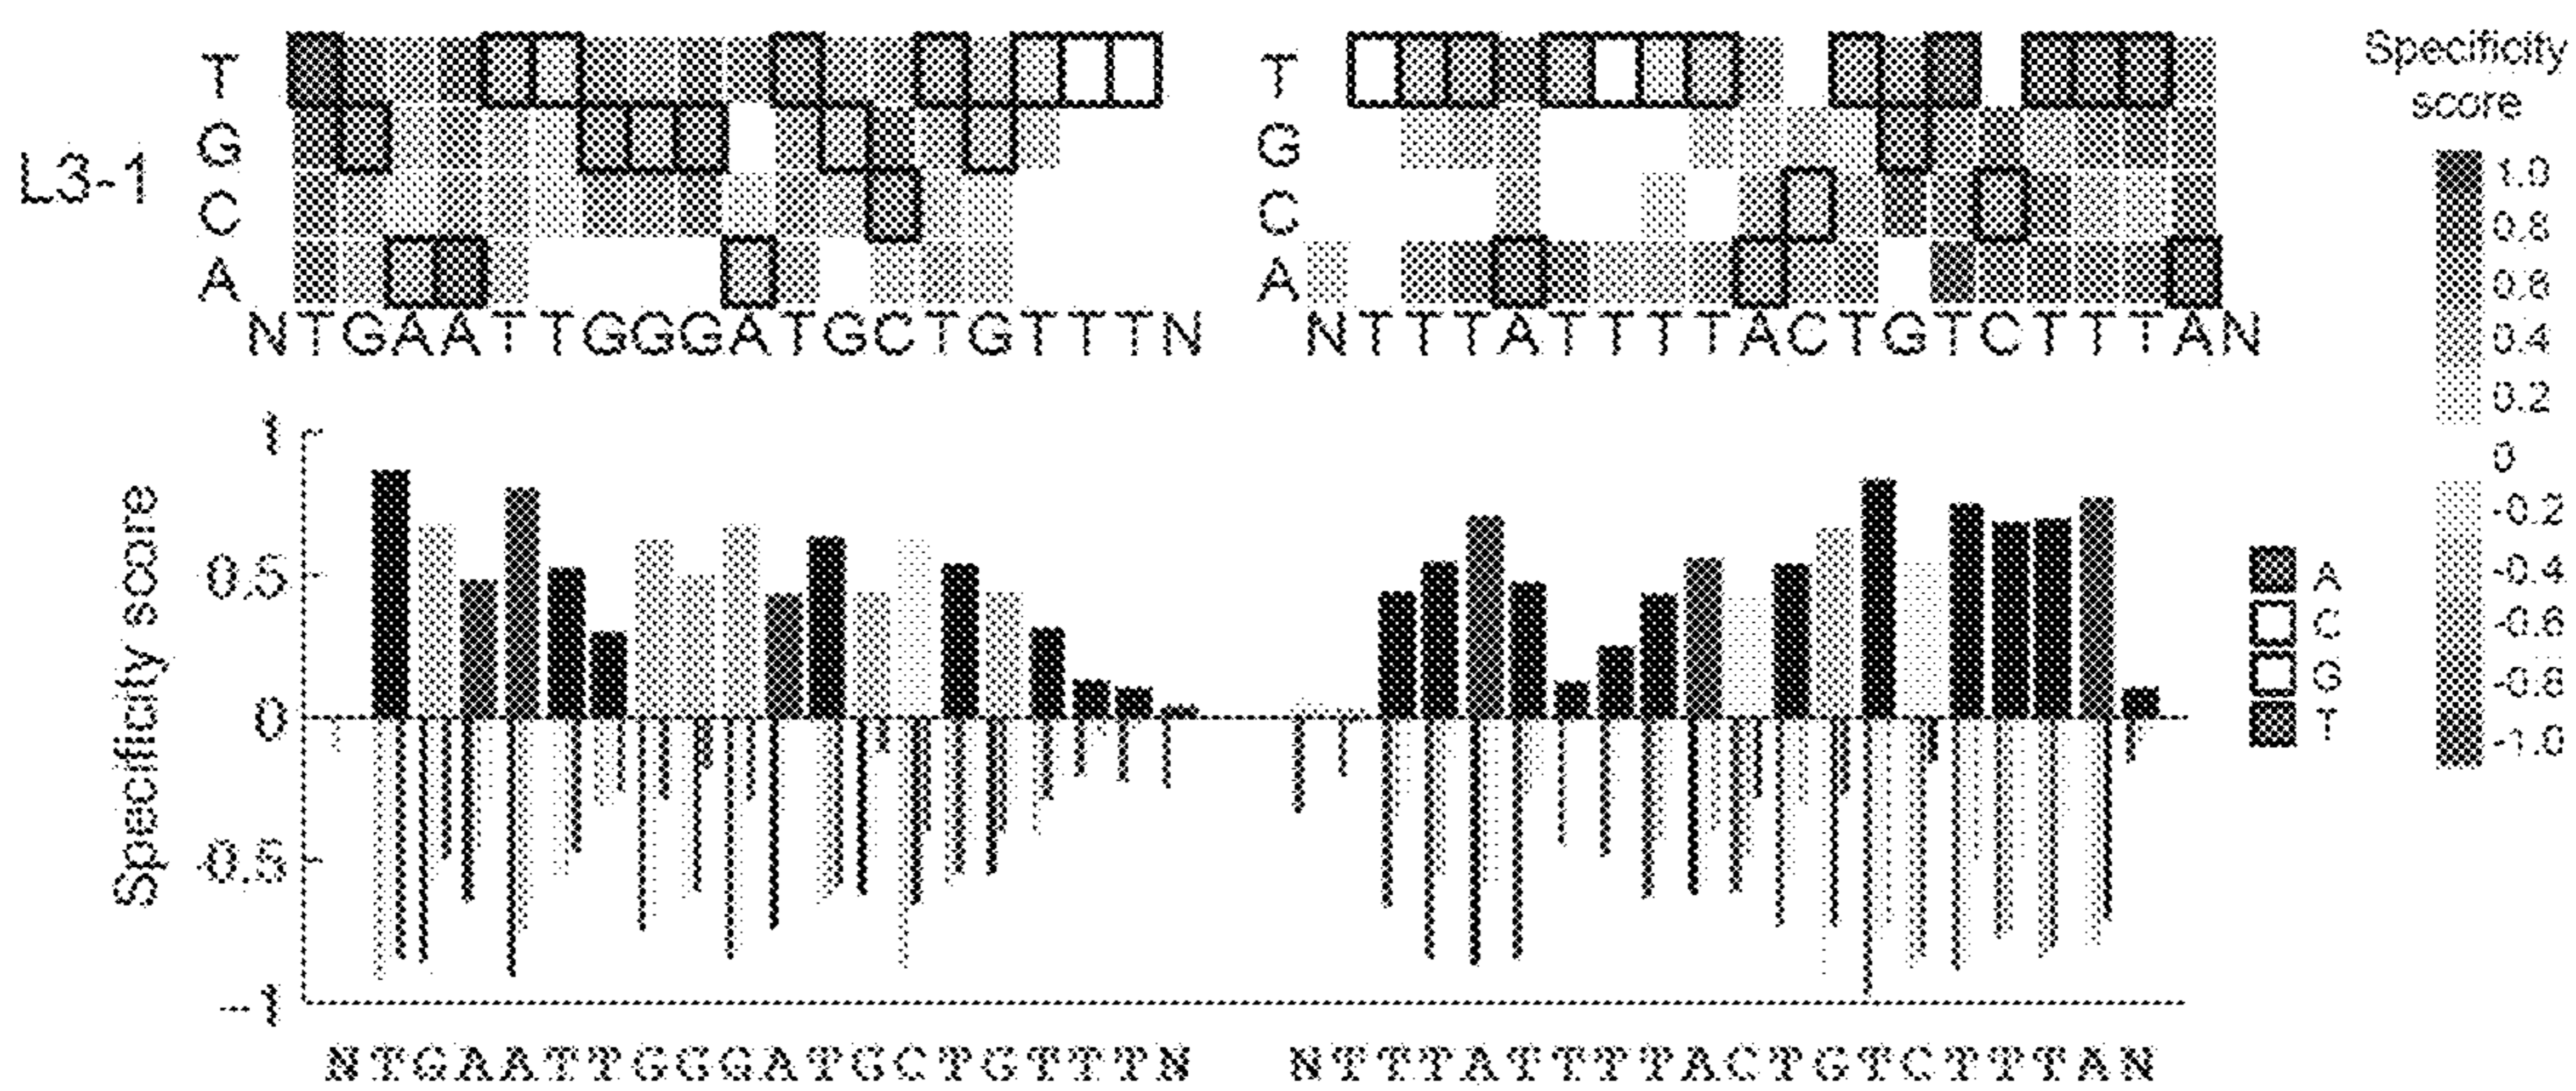 L3-1
T
G
C
A
NTGAATTGGGATGCTGTTTN
NTTTATTTTACTGTCTTTAN
T
G
C
A
Specificity
score
1.0
0.8
0.6
0.4
0.2
0
-0.2
-0.4
-0.6
-0.8
-1.0
Specificity score
1
0.5
0
-0.5
-1
A
C
G
T
NTGAATTGGGATGCTGTTTN
NTTTATTTTACTGTCTTTAN